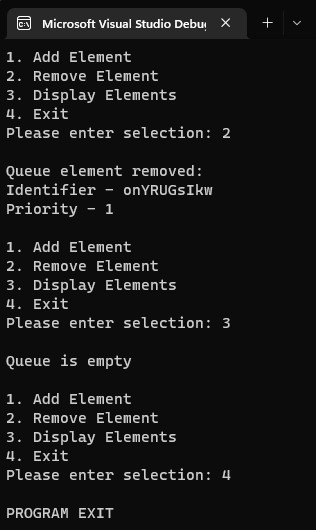 Microsoft Visual Studio Debu
1. Add Element
2. Remove Element
3. Display Elements
4. Exit
Please enter selection: 2
Queue element removed:
Identifier - onYRUGsIkw
Priority - 1
1. Add Element
2. Remove Element
3. Display Elements
4. Exit
Please enter selection: 3
Queue is empty
1. Add Element
2. Remove Element
3. Display Elements
4. Exit
Please enter selection: 4
PROGRAM EXIT